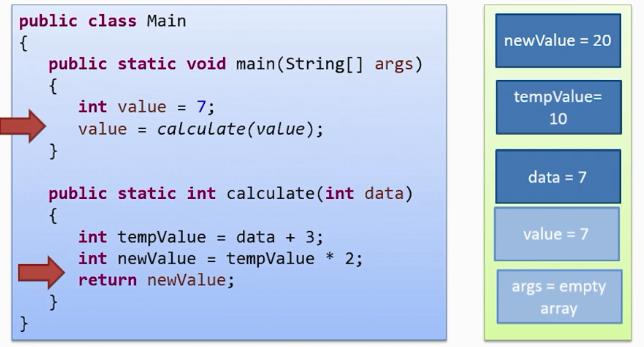 public class Main
{
public static void main(String[] args)
{
int value = 7;
value = calculate(value);
}
public static int calculate(int data)
{
int tempValue = data + 3;
int newValue = tempValue * 2;
return newValue;
}
}
newValue = 20
tempValue=
10
data = 7
value = 7
args = empty
array